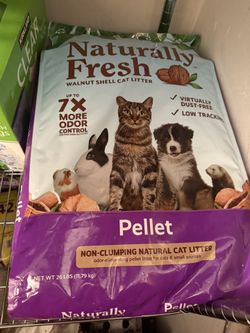 CLEAR
Naturally
Fresh
WALNUT SHELL CAT LITTER
UP TO
7X
MORE
ODOR
CONTROL
VIRTUALLY
DUST-FREE
LOW TRACKING
Pellet
NON-CLUMPING NATURAL CAT LITTER
odor-eliminating pellet litter for cats & small animals
NET WT 26 LBS (11.79 kg)
Naturally
Pellet